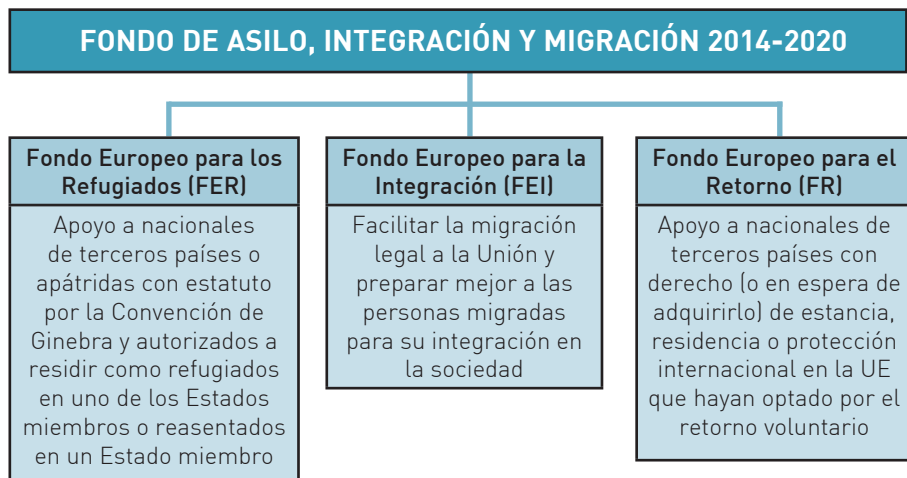 FONDO DE ASILO, INTEGRACIÓN Y MIGRACIÓN 2014-2020
Fondo Europeo para los
Refugiados (FER)
Apoyo a nacionales
de terceros países o
apátridas con estatuto
por la Convención de
Ginebra y autorizados a
residir como refugiados
en uno de los Estados
miembros o reasentados
en un Estado miembro
Fondo Europeo para la
Integración (FEI)
Facilitar la migración
legal a la Unión y
preparar mejor a las
personas migradas
para su integración en
la sociedad
Fondo Europeo para el
Retorno (FR)
Apoyo a nacionales de
terceros países con
derecho (o en espera de
adquirirlo) de estancia,
residencia o protección
internacional en la UE
que hayan optado por el
retorno voluntario